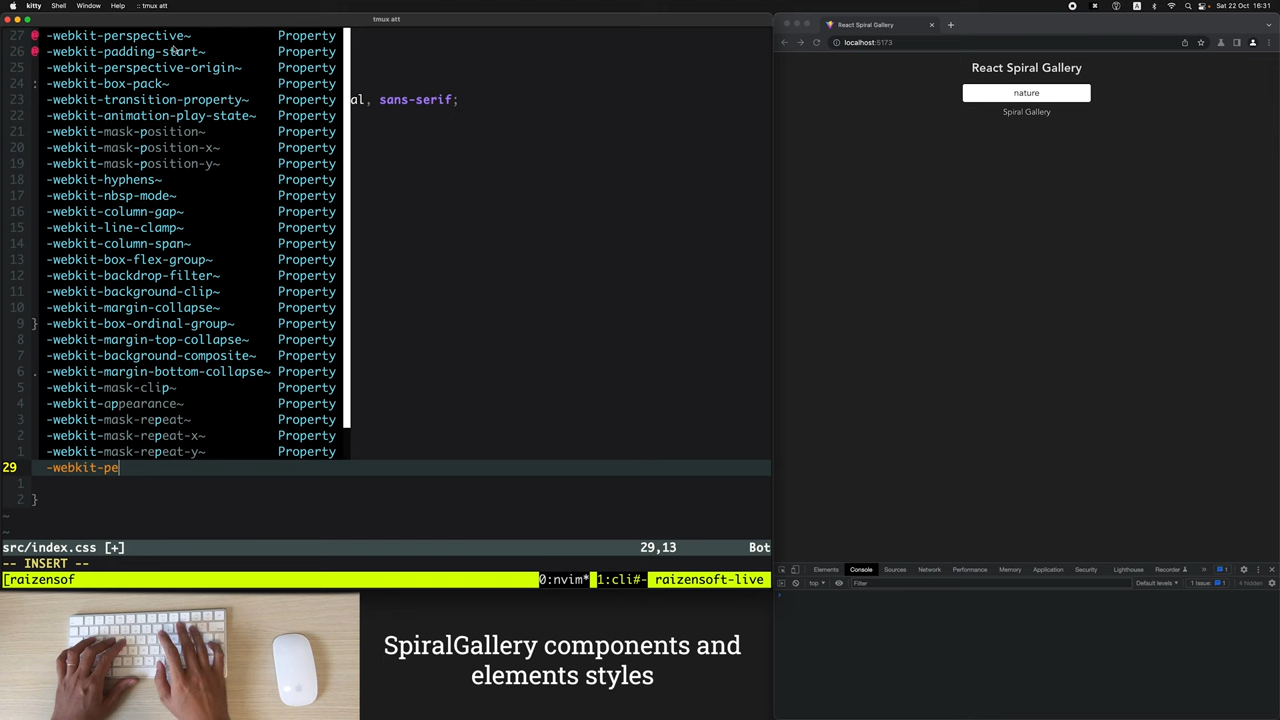 kitty Shell Window Help :: tmux att
Sat 22 Oct 16:31
tmux att
27 @ -webkit-perspective~ Property
26 @ -webkit-padding-start~ Property
25 -webkit-perspective-origin~ Property
24 : -webkit-box-pack~ Property
23 -webkit-transition-property~ Property al, sans-serif;
22 -webkit-animation-play-state~ Property
21 -webkit-mask-position~ Property
20 -webkit-mask-position-x~ Property
19 -webkit-mask-position-y~ Property
18 -webkit-hyphens~ Property
17 -webkit-nbsp-mode~ Property
16 -webkit-column-gap~ Property
15 -webkit-line-clamp~ Property
14 -webkit-column-span~ Property
13 -webkit-box-flex-group~ Property
12 -webkit-backdrop-filter~ Property
11 -webkit-background-clip~ Property
10 -webkit-margin-collapse~ Property
9 } -webkit-box-ordinal-group~ Property
8 -webkit-margin-top-collapse~ Property
7 -webkit-background-composite~ Property
6 . -webkit-margin-bottom-collapse~ Property
5 -webkit-mask-clip~ Property
4 -webkit-appearance~ Property
3 -webkit-mask-repeat~ Property
2 -webkit-mask-repeat-x~ Property
1 -webkit-mask-repeat-y~ Property
29 -webkit-pe
1
2 }
~
~
src/index.css [+] 29,13 Bot
-- INSERT --
[raizensof 0:nvim* 1:cli#- raizensoft-live
React Spiral Gallery
localhost:5173
React Spiral Gallery
nature
Spiral Gallery
Elements Console Sources Network Performance Memory Application Security Lighthouse Recorder » 1
top Filter Default levels 1 Issue: 1 4 hidden
SpiralGallery components and
elements styles